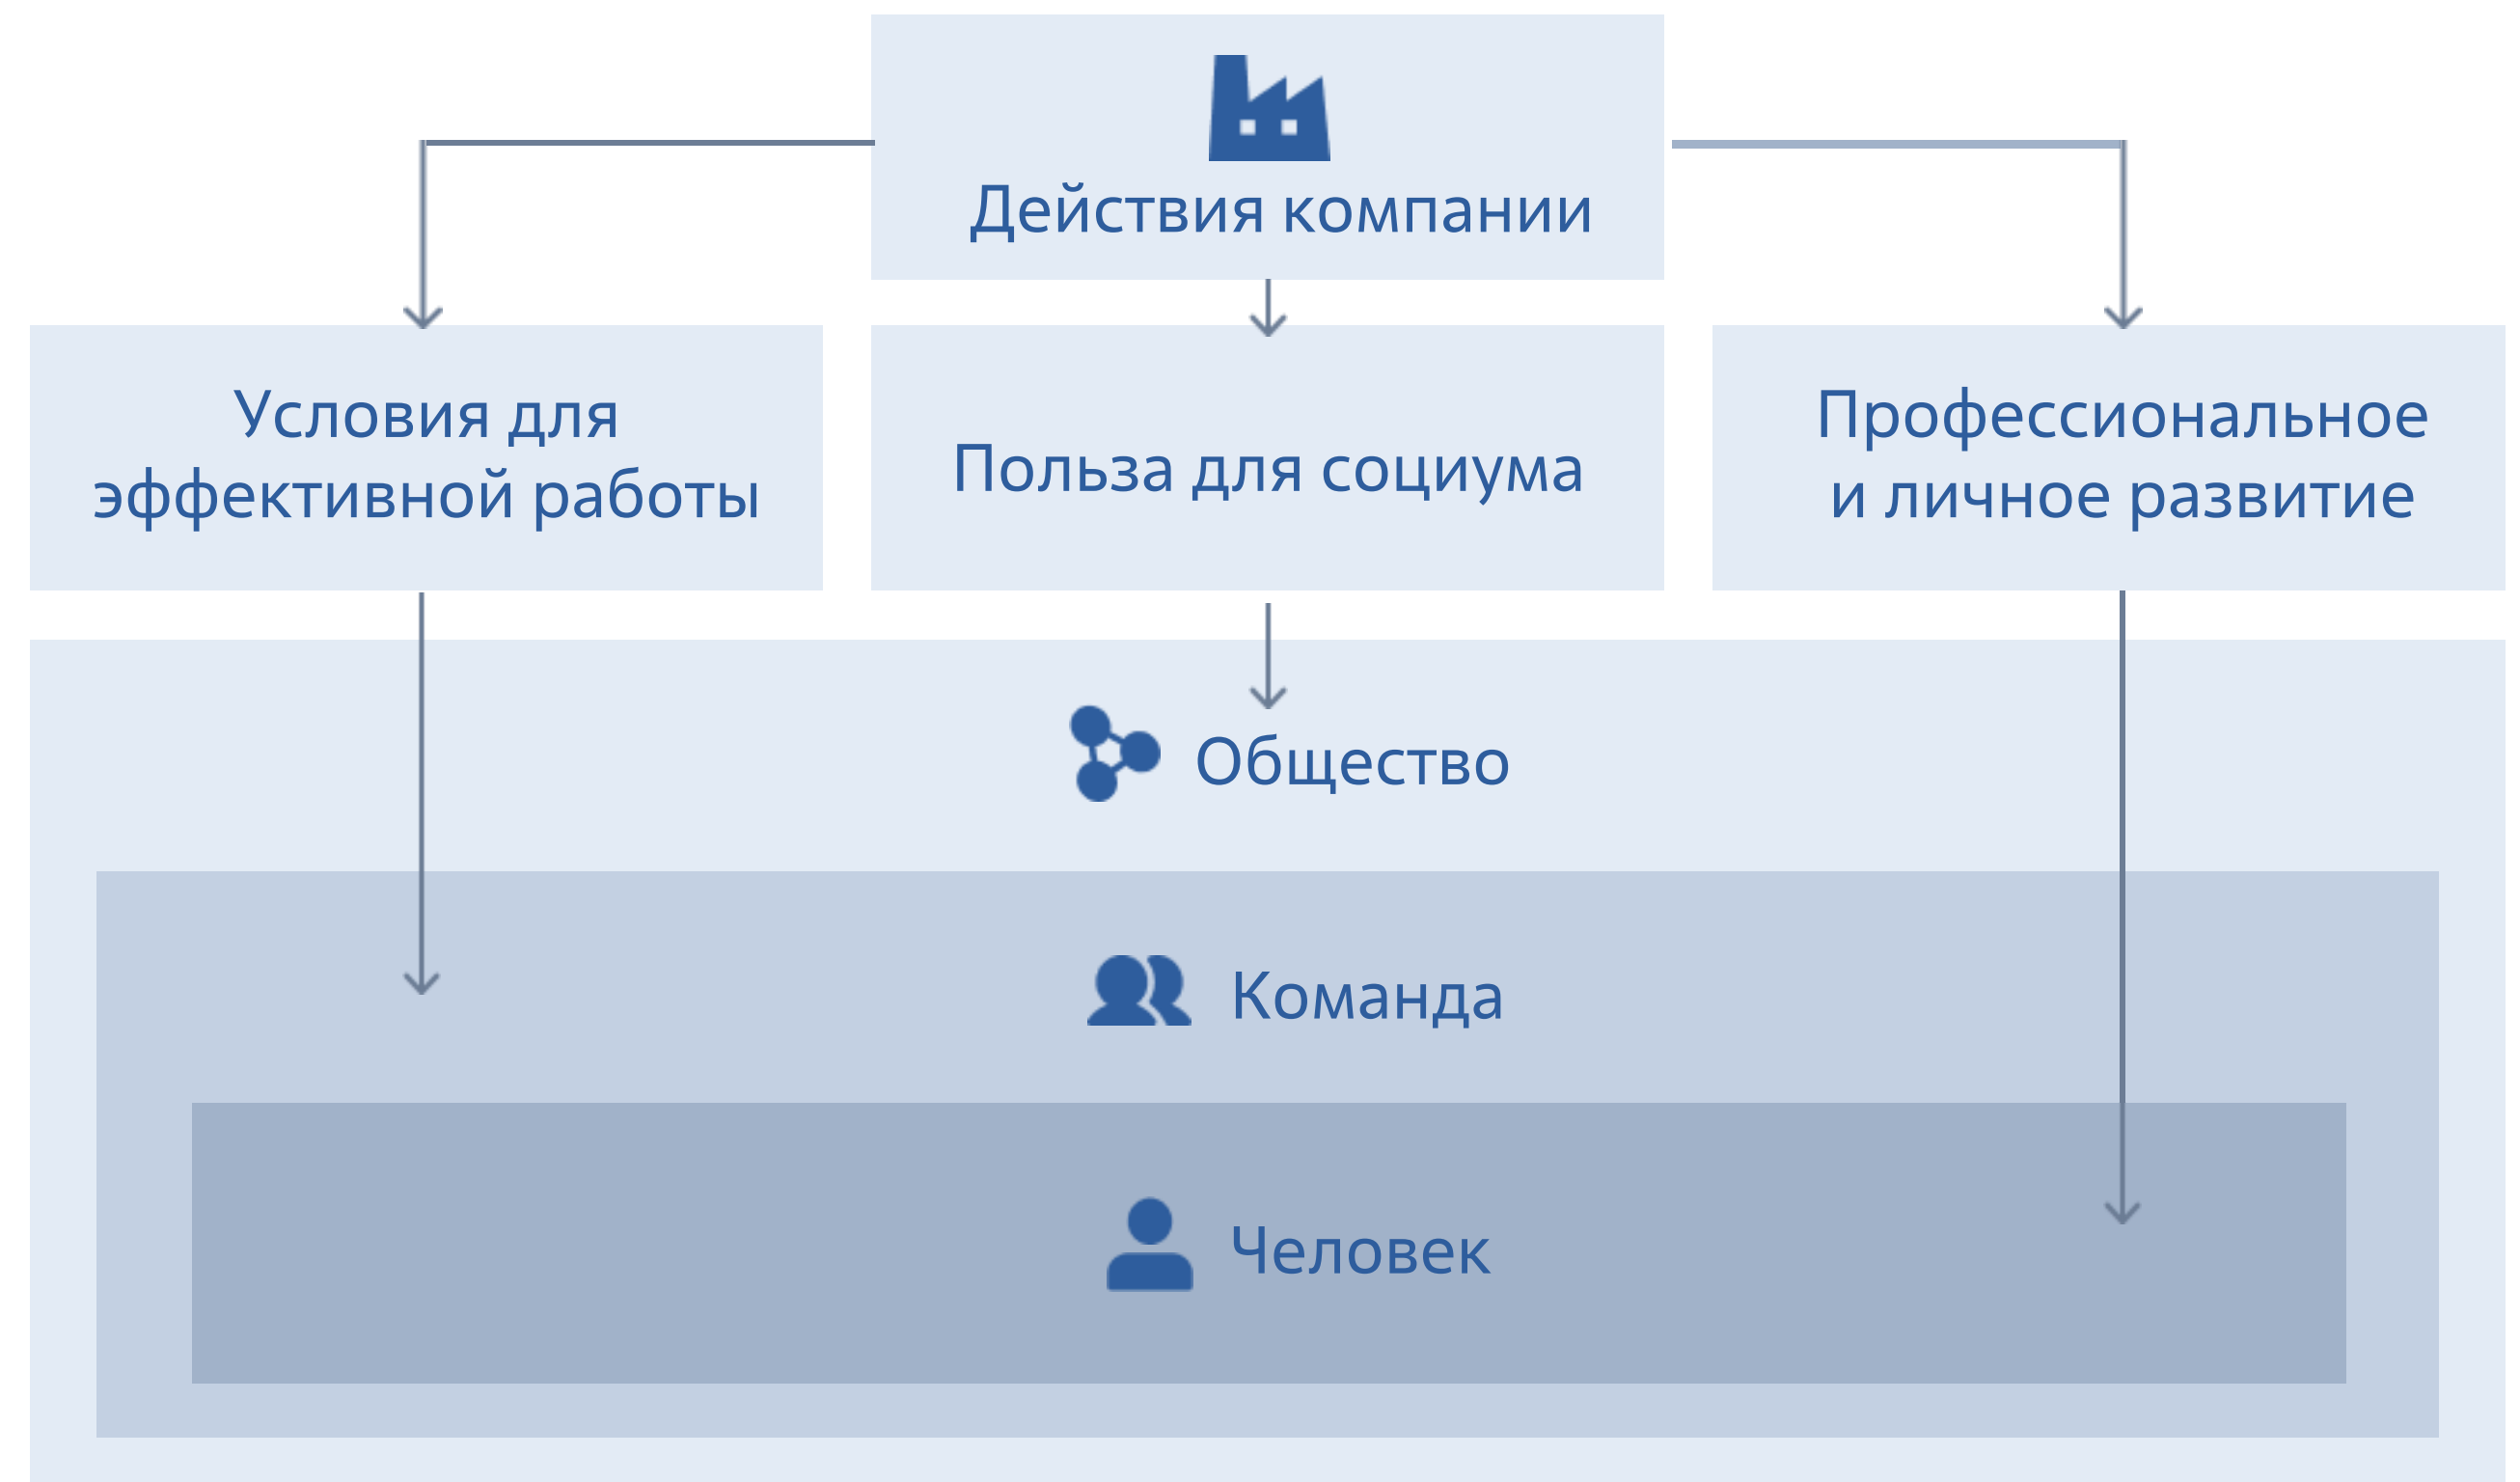 Действия компании
Условия для
эффективной работы
Польза для социума
Профессиональное
и личное развитие
Общество
Команда
Человек